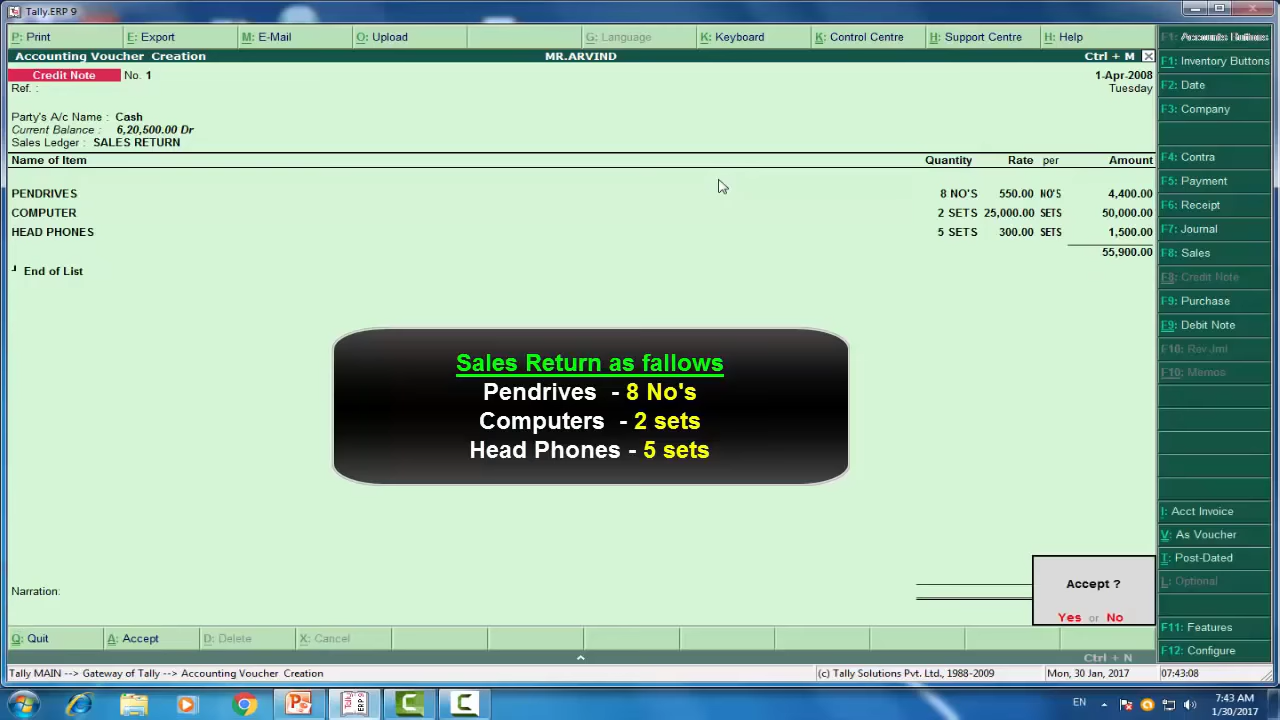 Tally.ERP 9
P: Print E: Export M: E-Mail O: Upload G: Language K: Keyboard K: Control Centre H: Support Centre H: Help
Accounting Voucher Creation MR.ARVIND Ctrl + M
Credit Note No. 1 1-Apr-2008
Ref. : Tuesday
Party's A/c Name : Cash
Current Balance : 6,20,500.00 Dr
Sales Ledger : SALES RETURN
Name of Item Quantity Rate per Amount
PENDRIVES 8 NO'S 550.00 NO'S 4,400.00
COMPUTER 2 SETS 25,000.00 SETS 50,000.00
HEAD PHONES 5 SETS 300.00 SETS 1,500.00
55,900.00
End of List
Sales Return as fallows
Pendrives - 8 No's
Computers - 2 sets
Head Phones - 5 sets
Narration:
Accept ?
Yes or No
F1: Inventory Buttons
F2: Date
F3: Company
F4: Contra
F5: Payment
F6: Receipt
F7: Journal
F8: Sales
F8: Credit Note
F9: Purchase
F9: Debit Note
F10: Rev Jrnl
F10: Memos
I: Acct Invoice
V: As Voucher
T: Post-Dated
L: Optional
F11: Features
F12: Configure
Q: Quit A: Accept D: Delete X: Cancel
Ctrl + N
Tally MAIN --> Gateway of Tally --> Accounting Voucher Creation (c) Tally Solutions Pvt. Ltd., 1988-2009 Mon, 30 Jan, 2017 07:43:08
EN 7:43 AM
1/30/2017